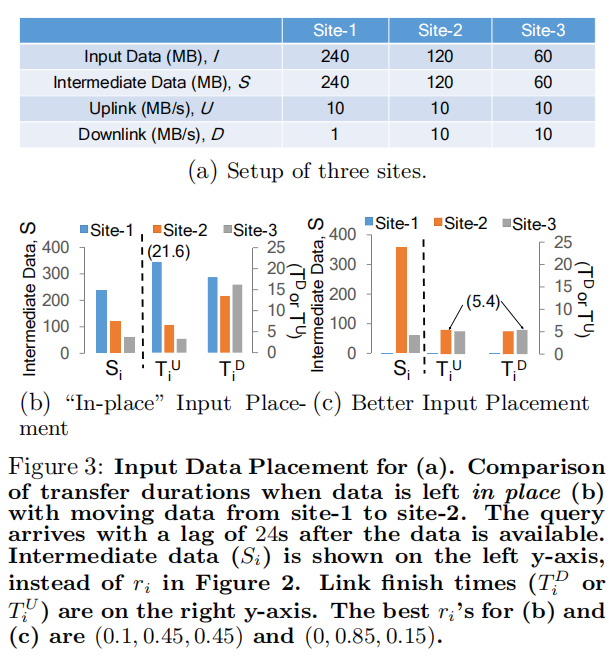 Site-1 Site-2 Site-3
Input Data (MB), I 240 120 60
Intermediate Data (MB), S 240 120 60
Uplink (MB/s), U 10 10 10
Downlink (MB/s), D 1 10 10
(a) Setup of three sites.
Site-1 Site-2 Site-3
(21.6)
Intermediate Data, S
400
300
200
100
0
25
20
15
10
5
0
(T^D or T^U)
S_i T_i^U T_i^D
Site-1 Site-2 Site-3
Intermediate Data, S
400
300
200
100
0
(5.4)
25
20
15
10
5
0
(T^D or T^U)
S_i T_i^U T_i^D
(b) “In-place” Input Place-
ment
(c) Better Input Placement
Figure 3: Input Data Placement for (a). Comparison
of transfer durations when data is left in place (b)
with moving data from site-1 to site-2. The query
arrives with a lag of 24s after the data is available.
Intermediate data (S_i) is shown on the left y-axis,
instead of r_i in Figure 2. Link finish times (T_i^D or
T_i^U) are on the right y-axis. The best r_i’s for (b) and
(c) are (0.1, 0.45, 0.45) and (0, 0.85, 0.15).